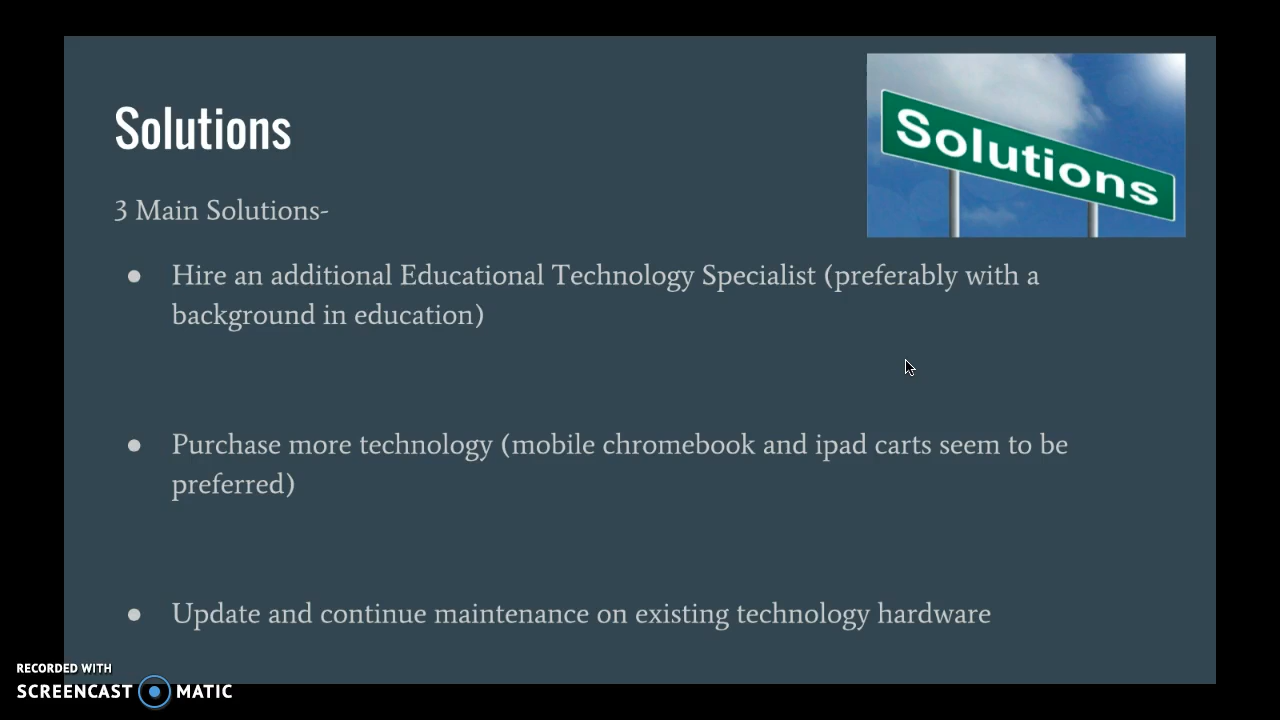 Solutions
Solutions
3 Main Solutions-
● Hire an additional Educational Technology Specialist (preferably with a
background in education)
● Purchase more technology (mobile chromebook and ipad carts seem to be
preferred)
● Update and continue maintenance on existing technology hardware
RECORDED WITH
SCREENCAST MATIC